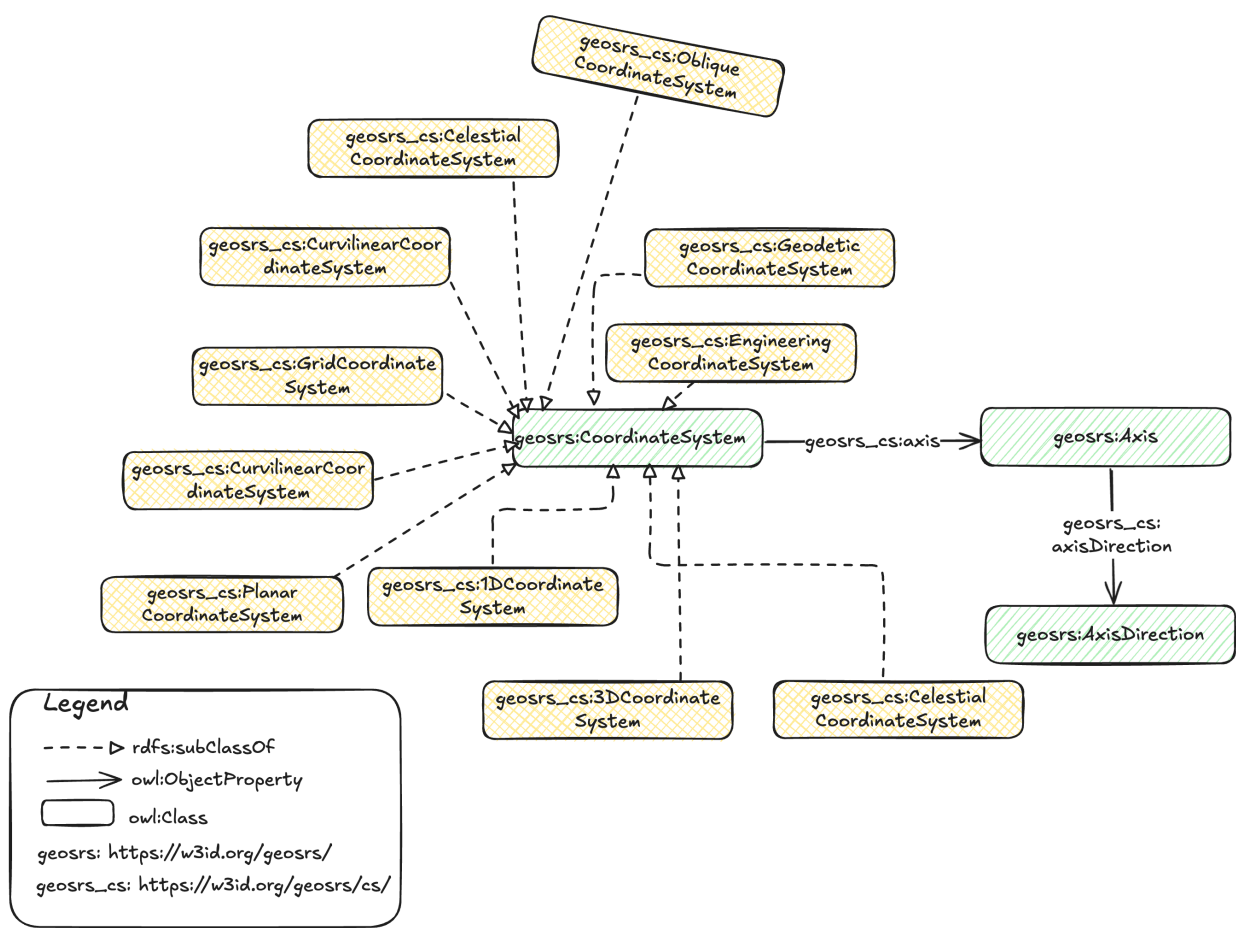 geosrs_cs:Oblique
CoordinateSystem
geosrs_cs:Celestial
CoordinateSystem
geosrs_cs:CurvilinearCoor
dinateSystem
geosrs_cs:Geodetic
CoordinateSystem
geosrs_cs:GridCoordinate
System
geosrs_cs:Engineering
CoordinateSystem
geosrs:CoordinateSystem
geosrs_cs:axis
geosrs:Axis
geosrs_cs:CurvilinearCoor
dinateSystem
geosrs_cs:
axisDirection
geosrs_cs:Planar
CoordinateSystem
geosrs_cs:1DCoordinate
System
geosrs:AxisDirection
geosrs_cs:3DCoordinate
System
geosrs_cs:Celestial
CoordinateSystem
Legend
rdfs:subClassOf
owl:ObjectProperty
owl:Class
geosrs: https://w3id.org/geosrs/
geosrs_cs: https://w3id.org/geosrs/cs/